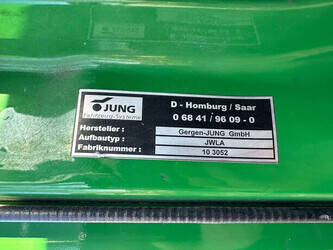 JUNG
Fahrzeug-Systeme
D - Homburg / Saar
0 68 41 / 96 09 - 0
Hersteller : Gergen-JUNG GmbH
Aufbautyp : JWLA
Fabriknummer : 10 3052